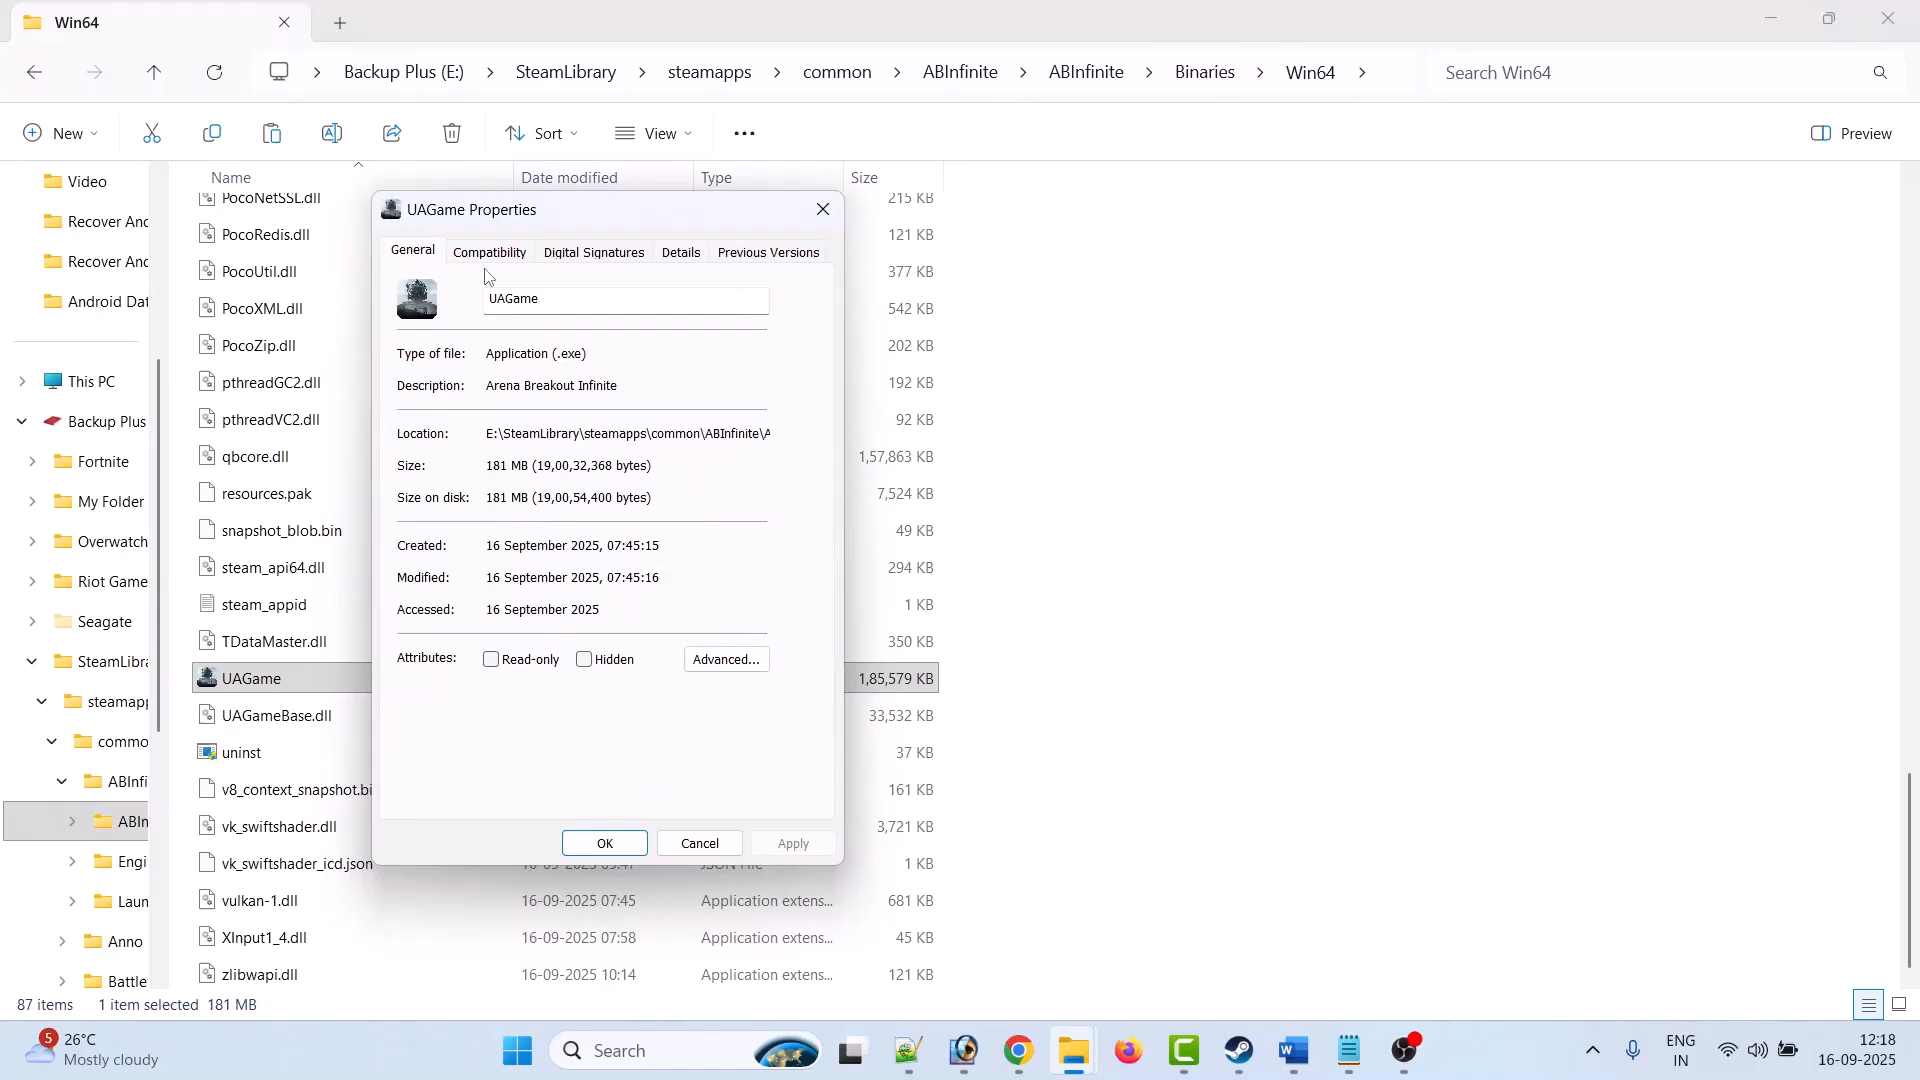 Win64
Backup Plus (E:) > SteamLibrary > steamapps > common > ABInfinite > ABInfinite > Binaries > Win64 >
Search Win64
New
Sort
View
Preview
Video
Recover Anc
Recover Anc
Android Dat
This PC
Backup Plus
Fortnite
My Folder
Overwatch
Riot Game
Seagate
SteamLibra
steamapp
commo
ABInfi
ABIn
Engi
Laun
Anno
Battle
Name Date modified Type Size
PocoNetSSL.dll 215 KB
PocoRedis.dll 121 KB
PocoUtil.dll 377 KB
PocoXML.dll 542 KB
PocoZip.dll 202 KB
pthreadGC2.dll 192 KB
pthreadVC2.dll 92 KB
qbcore.dll 1,57,863 KB
resources.pak 7,524 KB
snapshot_blob.bin 49 KB
steam_api64.dll 294 KB
steam_appid 1 KB
TDataMaster.dll 350 KB
UAGame 1,85,579 KB
UAGameBase.dll 33,532 KB
uninst 37 KB
v8_context_snapshot.bi 161 KB
vk_swiftshader.dll 3,721 KB
vk_swiftshader_icd.json 1 KB
vulkan-1.dll 16-09-2025 07:45 Application extens... 681 KB
XInput1_4.dll 16-09-2025 07:58 Application extens... 45 KB
zlibwapi.dll 16-09-2025 10:14 Application extens... 121 KB
UAGame Properties
General Compatibility Digital Signatures Details Previous Versions
UAGame
Type of file: Application (.exe)
Description: Arena Breakout Infinite
Location: E:\SteamLibrary\steamapps\common\ABInfinite\A
Size: 181 MB (19,00,32,368 bytes)
Size on disk: 181 MB (19,00,54,400 bytes)
Created: 16 September 2025, 07:45:15
Modified: 16 September 2025, 07:45:16
Accessed: 16 September 2025
Attributes: Read-only Hidden Advanced...
OK Cancel Apply
87 items 1 item selected 181 MB
5
26°C
Mostly cloudy
Search
ENG
IN
12:18
16-09-2025